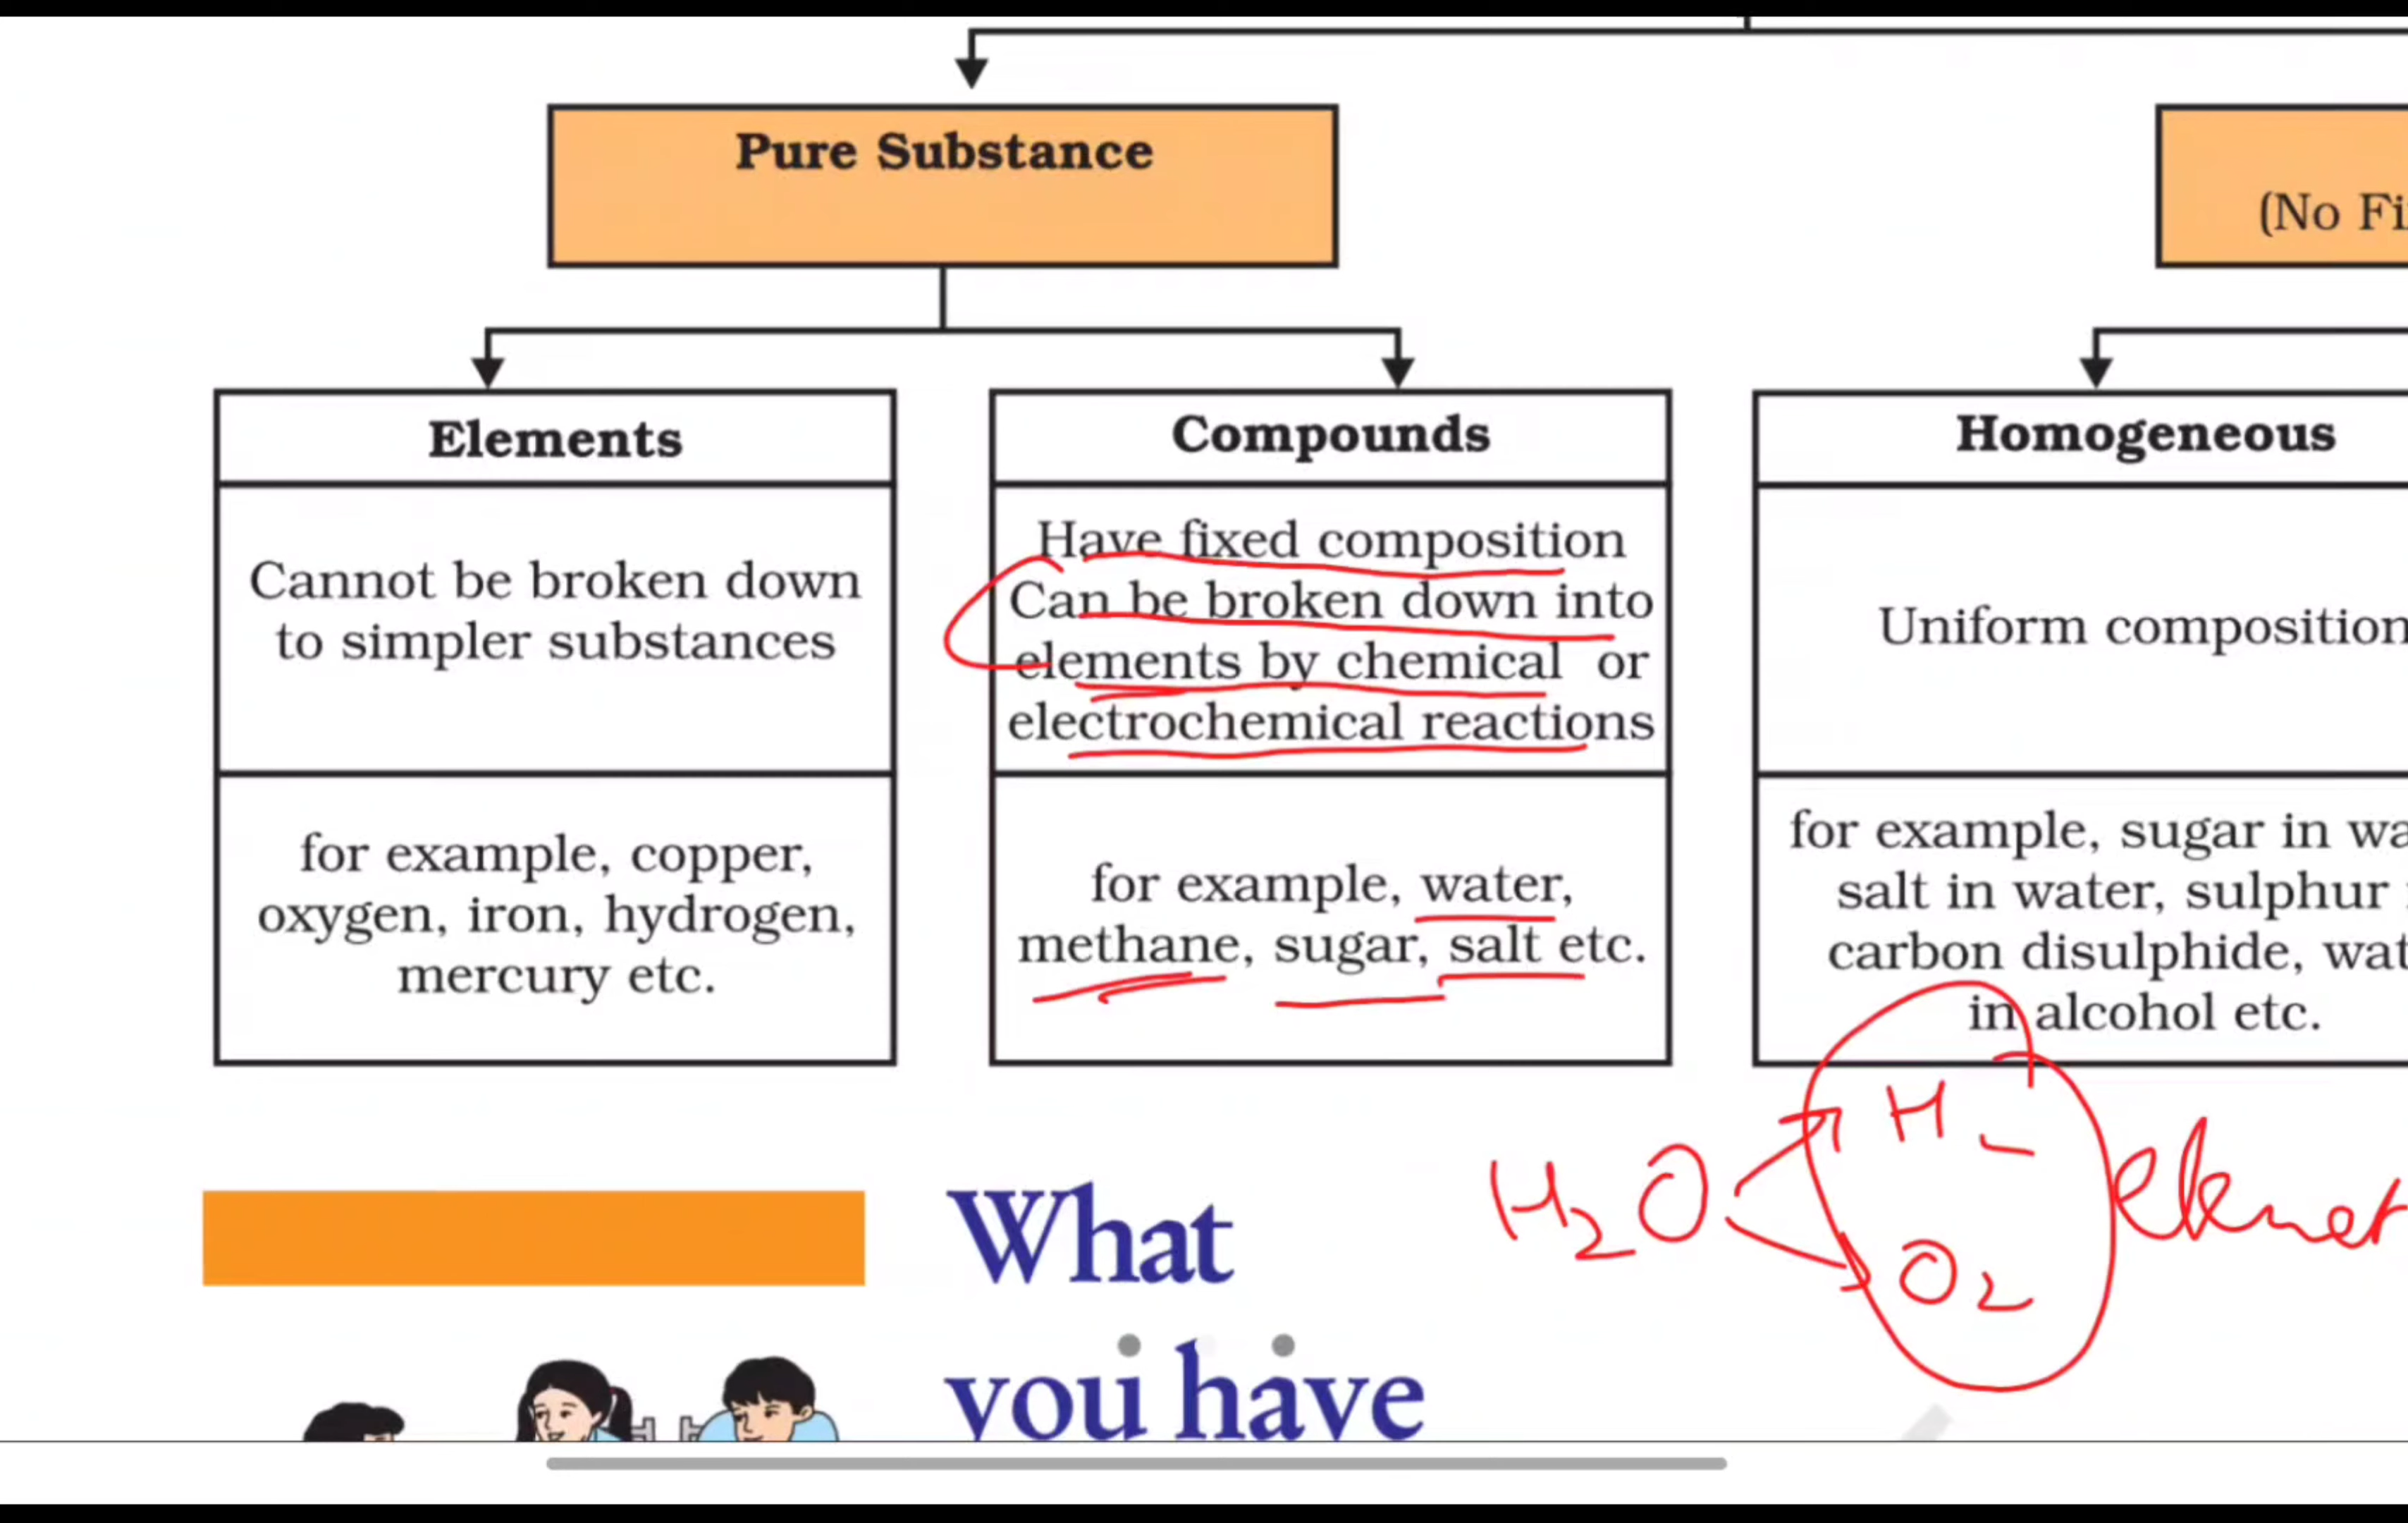 Pure Substance
(No Fi
Elements
Cannot be broken down
to simpler substances
for example, copper,
oxygen, iron, hydrogen,
mercury etc.
Compounds
Have fixed composition
Can be broken down into
elements by chemical or
electrochemical reactions
for example, water,
methane, sugar, salt etc.
Homogeneous
Uniform composition
for example, sugar in wa
salt in water, sulphur
carbon disulphide, wat
in alcohol etc.
H₂O
H
O₂
What
you have